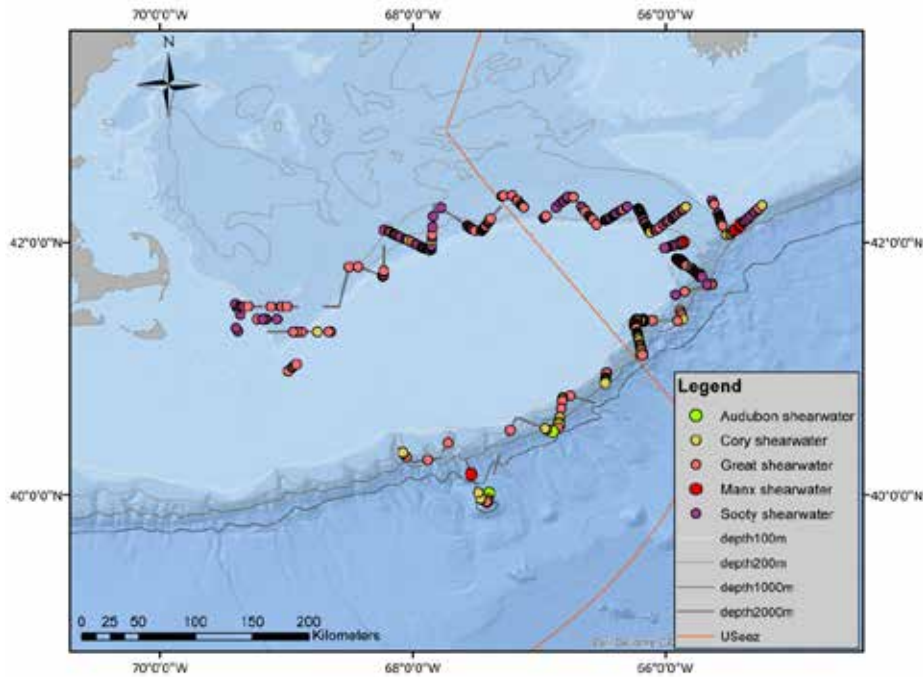 70°0'0"W 68°0'0"W 66°0'0"W
N
42°0'0"N 42°0'0"N
40°0'0"N 40°0'0"N
Legend
Audubon shearwater
Cory shearwater
Great shearwater
Manx shearwater
Sooty shearwater
depth100m
depth200m
depth1000m
depth2000m
USeez
0 25 50 100 150 200
Kilometers
70°0'0"W 68°0'0"W 66°0'0"W